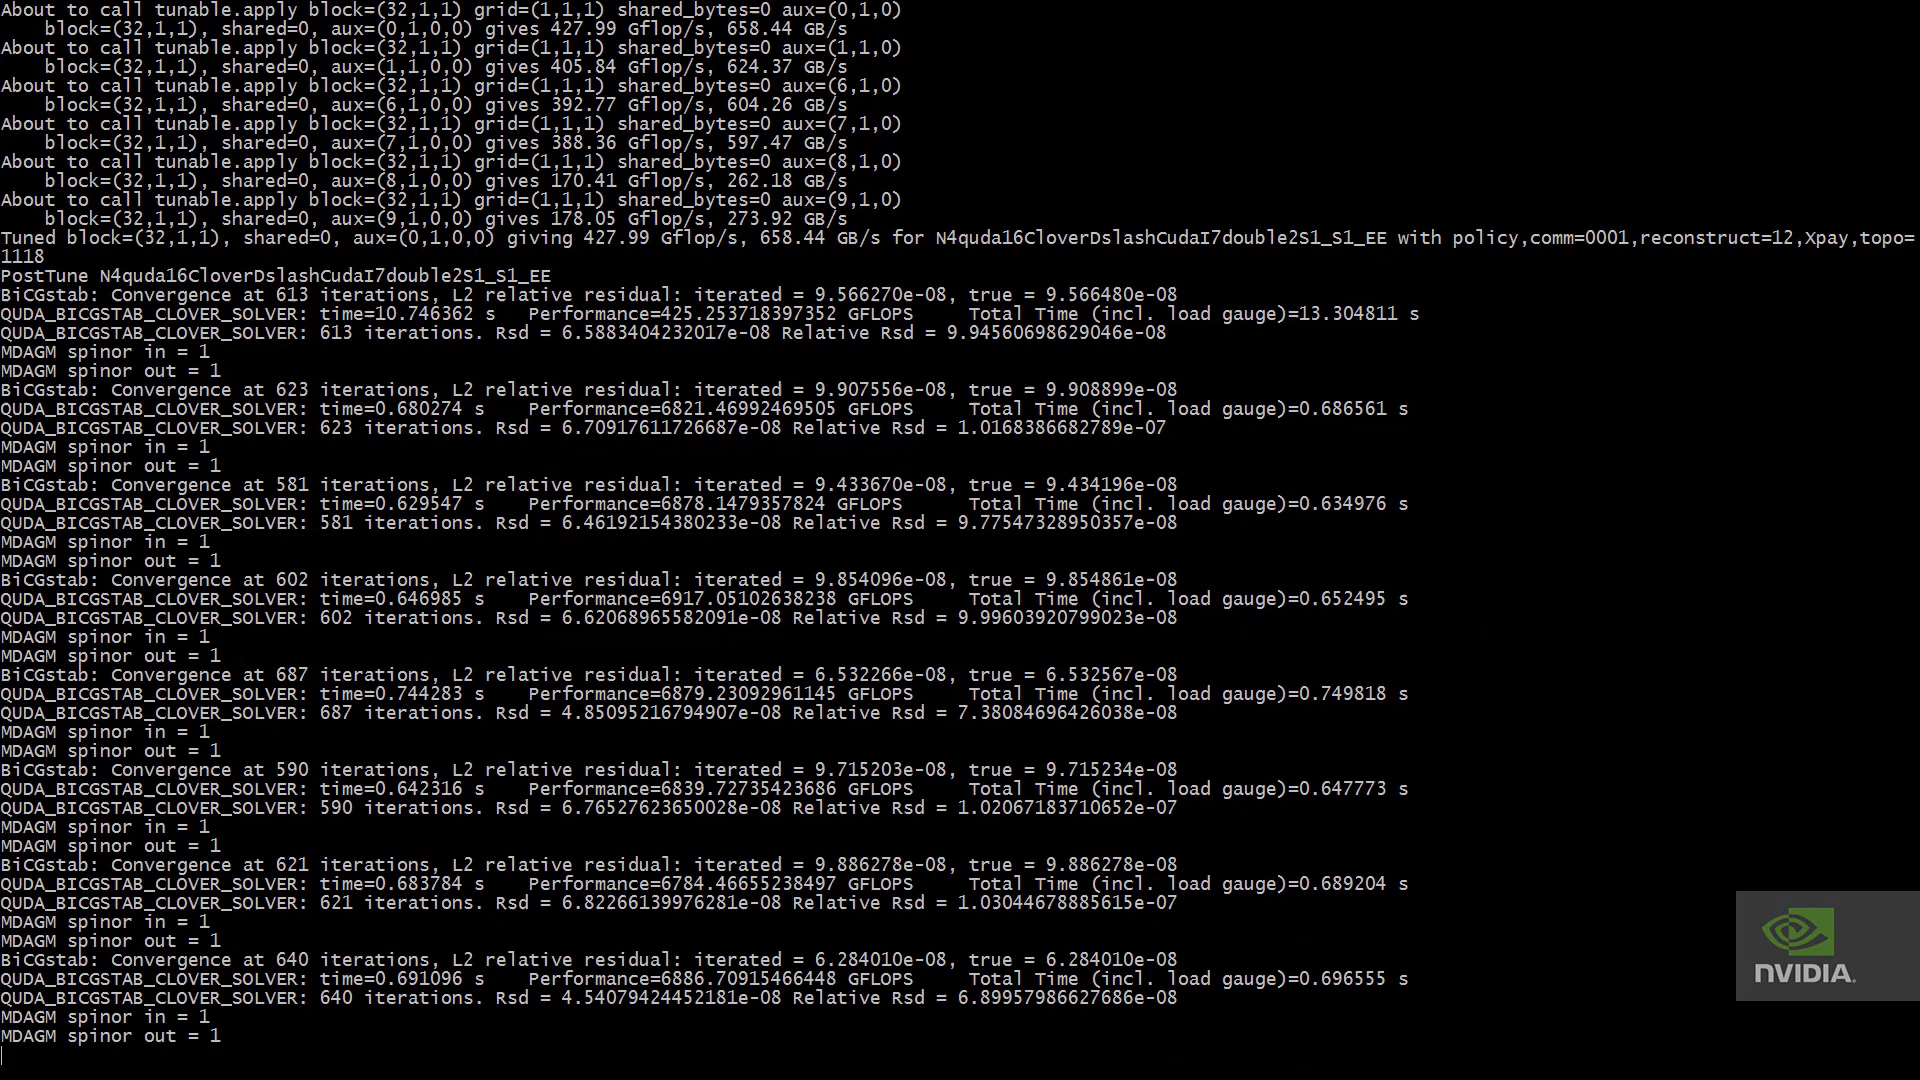 About to call tunable.apply block=(32,1,1) grid=(1,1,1) shared_bytes=0 aux=(0,1,0)
    block=(32,1,1), shared=0, aux=(0,1,0,0) gives 427.99 Gflop/s, 658.44 GB/s
About to call tunable.apply block=(32,1,1) grid=(1,1,1) shared_bytes=0 aux=(1,1,0)
    block=(32,1,1), shared=0, aux=(1,1,0,0) gives 405.84 Gflop/s, 624.37 GB/s
About to call tunable.apply block=(32,1,1) grid=(1,1,1) shared_bytes=0 aux=(6,1,0)
    block=(32,1,1), shared=0, aux=(6,1,0,0) gives 392.77 Gflop/s, 604.26 GB/s
About to call tunable.apply block=(32,1,1) grid=(1,1,1) shared_bytes=0 aux=(7,1,0)
    block=(32,1,1), shared=0, aux=(7,1,0,0) gives 388.36 Gflop/s, 597.47 GB/s
About to call tunable.apply block=(32,1,1) grid=(1,1,1) shared_bytes=0 aux=(8,1,0)
    block=(32,1,1), shared=0, aux=(8,1,0,0) gives 170.41 Gflop/s, 262.18 GB/s
About to call tunable.apply block=(32,1,1) grid=(1,1,1) shared_bytes=0 aux=(9,1,0)
    block=(32,1,1), shared=0, aux=(9,1,0,0) gives 178.05 Gflop/s, 273.92 GB/s
Tuned block=(32,1,1), shared=0, aux=(0,1,0,0) giving 427.99 Gflop/s, 658.44 GB/s for N4quda16CloverDslashCudaI7double2S1_S1_EE with policy,comm=0001,reconstruct=12,Xpay,topo=
1118
PostTune N4quda16CloverDslashCudaI7double2S1_S1_EE
BiCGstab: Convergence at 613 iterations, L2 relative residual: iterated = 9.566270e-08, true = 9.566480e-08
QUDA_BICGSTAB_CLOVER_SOLVER: time=10.746362 s    Performance=425.253718397352 GFLOPS     Total Time (incl. load gauge)=13.304811 s
QUDA_BICGSTAB_CLOVER_SOLVER: 613 iterations. Rsd = 6.5883404232017e-08 Relative Rsd = 9.94560698629046e-08
MDAGM spinor in = 1
MDAGM spinor out = 1
BiCGstab: Convergence at 623 iterations, L2 relative residual: iterated = 9.907556e-08, true = 9.908899e-08
QUDA_BICGSTAB_CLOVER_SOLVER: time=0.680274 s    Performance=6821.46992469505 GFLOPS     Total Time (incl. load gauge)=0.686561 s
QUDA_BICGSTAB_CLOVER_SOLVER: 623 iterations. Rsd = 6.70917611726687e-08 Relative Rsd = 1.0168386682789e-07
MDAGM spinor in = 1
MDAGM spinor out = 1
BiCGstab: Convergence at 581 iterations, L2 relative residual: iterated = 9.433670e-08, true = 9.434196e-08
QUDA_BICGSTAB_CLOVER_SOLVER: time=0.629547 s    Performance=6878.1479357824 GFLOPS      Total Time (incl. load gauge)=0.634976 s
QUDA_BICGSTAB_CLOVER_SOLVER: 581 iterations. Rsd = 6.46192154380233e-08 Relative Rsd = 9.77547328950357e-08
MDAGM spinor in = 1
MDAGM spinor out = 1
BiCGstab: Convergence at 602 iterations, L2 relative residual: iterated = 9.854096e-08, true = 9.854861e-08
QUDA_BICGSTAB_CLOVER_SOLVER: time=0.646985 s    Performance=6917.05102638238 GFLOPS     Total Time (incl. load gauge)=0.652495 s
QUDA_BICGSTAB_CLOVER_SOLVER: 602 iterations. Rsd = 6.62068965582091e-08 Relative Rsd = 9.99603920799023e-08
MDAGM spinor in = 1
MDAGM spinor out = 1
BiCGstab: Convergence at 687 iterations, L2 relative residual: iterated = 6.532266e-08, true = 6.532567e-08
QUDA_BICGSTAB_CLOVER_SOLVER: time=0.744283 s    Performance=6879.23092961145 GFLOPS     Total Time (incl. load gauge)=0.749818 s
QUDA_BICGSTAB_CLOVER_SOLVER: 687 iterations. Rsd = 4.85095216794907e-08 Relative Rsd = 7.38084696426038e-08
MDAGM spinor in = 1
MDAGM spinor out = 1
BiCGstab: Convergence at 590 iterations, L2 relative residual: iterated = 9.715203e-08, true = 9.715234e-08
QUDA_BICGSTAB_CLOVER_SOLVER: time=0.642316 s    Performance=6839.72735423686 GFLOPS     Total Time (incl. load gauge)=0.647773 s
QUDA_BICGSTAB_CLOVER_SOLVER: 590 iterations. Rsd = 6.76527623650028e-08 Relative Rsd = 1.02067183710652e-07
MDAGM spinor in = 1
MDAGM spinor out = 1
BiCGstab: Convergence at 621 iterations, L2 relative residual: iterated = 9.886278e-08, true = 9.886278e-08
QUDA_BICGSTAB_CLOVER_SOLVER: time=0.683784 s    Performance=6784.46655238497 GFLOPS     Total Time (incl. load gauge)=0.689204 s
QUDA_BICGSTAB_CLOVER_SOLVER: 621 iterations. Rsd = 6.82266139976281e-08 Relative Rsd = 1.03044678885615e-07
MDAGM spinor in = 1
MDAGM spinor out = 1
BiCGstab: Convergence at 640 iterations, L2 relative residual: iterated = 6.284010e-08, true = 6.284010e-08
QUDA_BICGSTAB_CLOVER_SOLVER: time=0.691096 s    Performance=6886.70915466448 GFLOPS     Total Time (incl. load gauge)=0.696555 s
QUDA_BICGSTAB_CLOVER_SOLVER: 640 iterations. Rsd = 4.54079424452181e-08 Relative Rsd = 6.89957986627686e-08
MDAGM spinor in = 1
MDAGM spinor out = 1
NVIDIA.